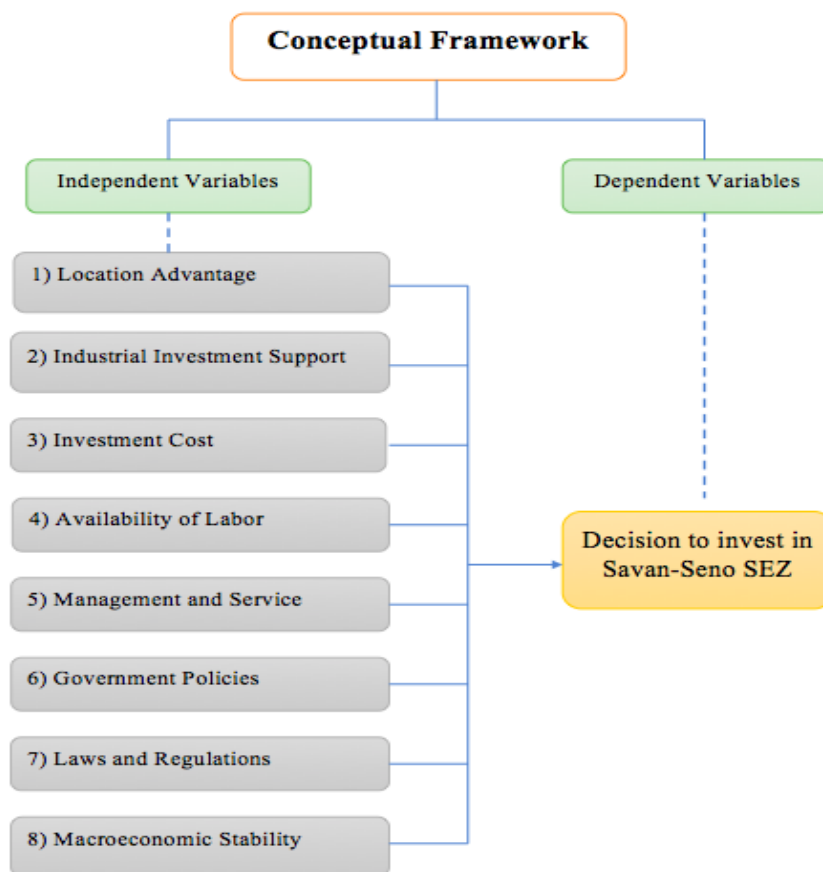 Conceptual Framework
Independent Variables
Dependent Variables
1) Location Advantage
2) Industrial Investment Support
3) Investment Cost
4) Availability of Labor
5) Management and Service
6) Government Policies
7) Laws and Regulations
8) Macroeconomic Stability
Decision to invest in
Savan-Seno SEZ